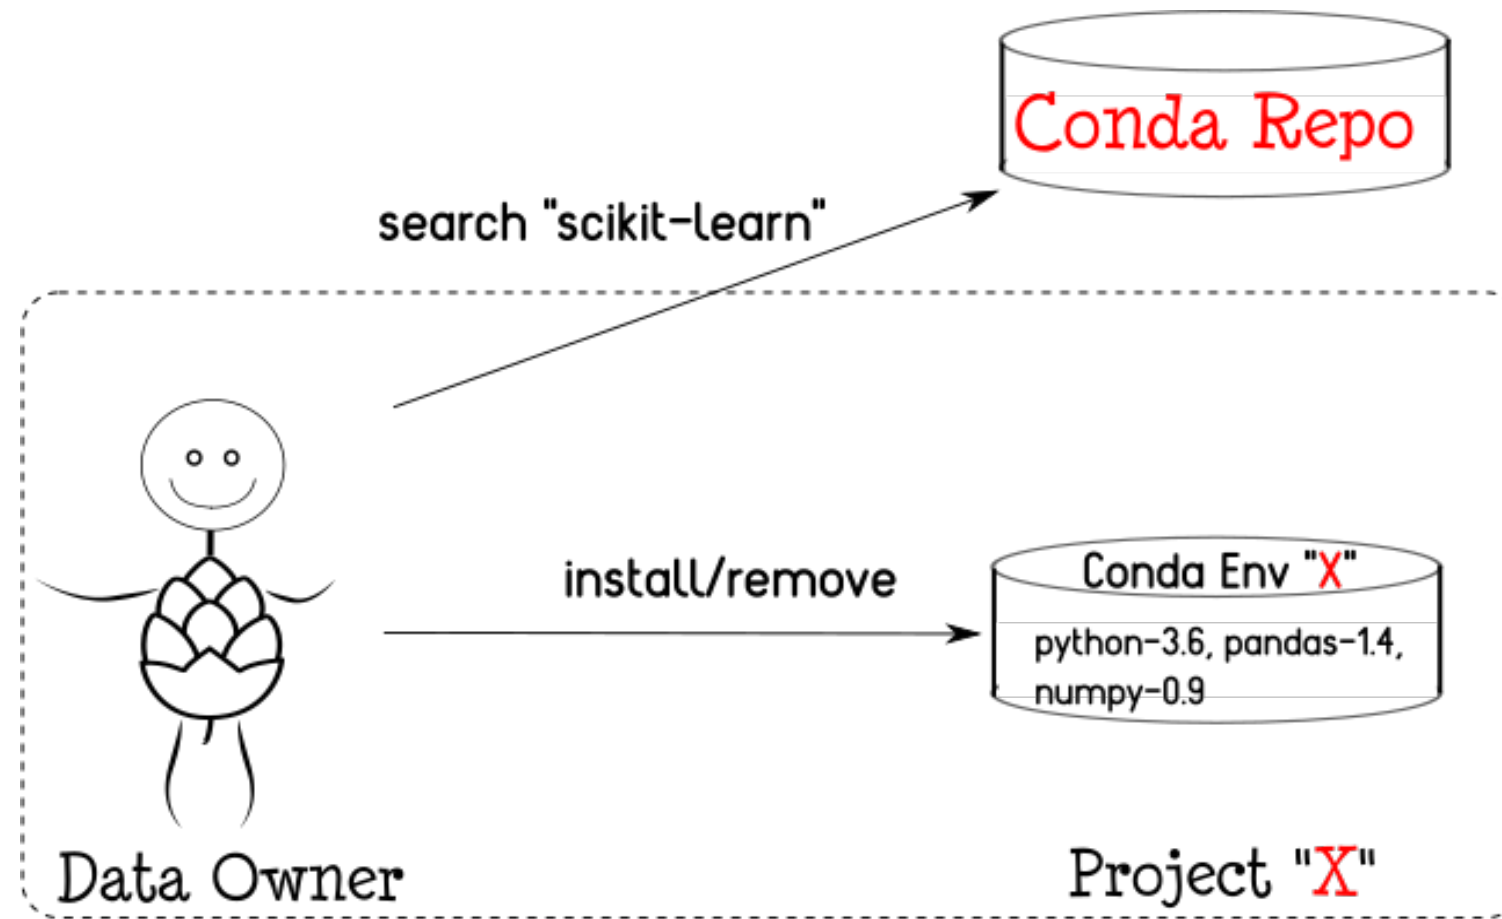 Conda Repo
search "scikit-learn"
install/remove
Conda Env "X"
python-3.6, pandas-1.4,
numpy-0.9
Data Owner
Project "X"